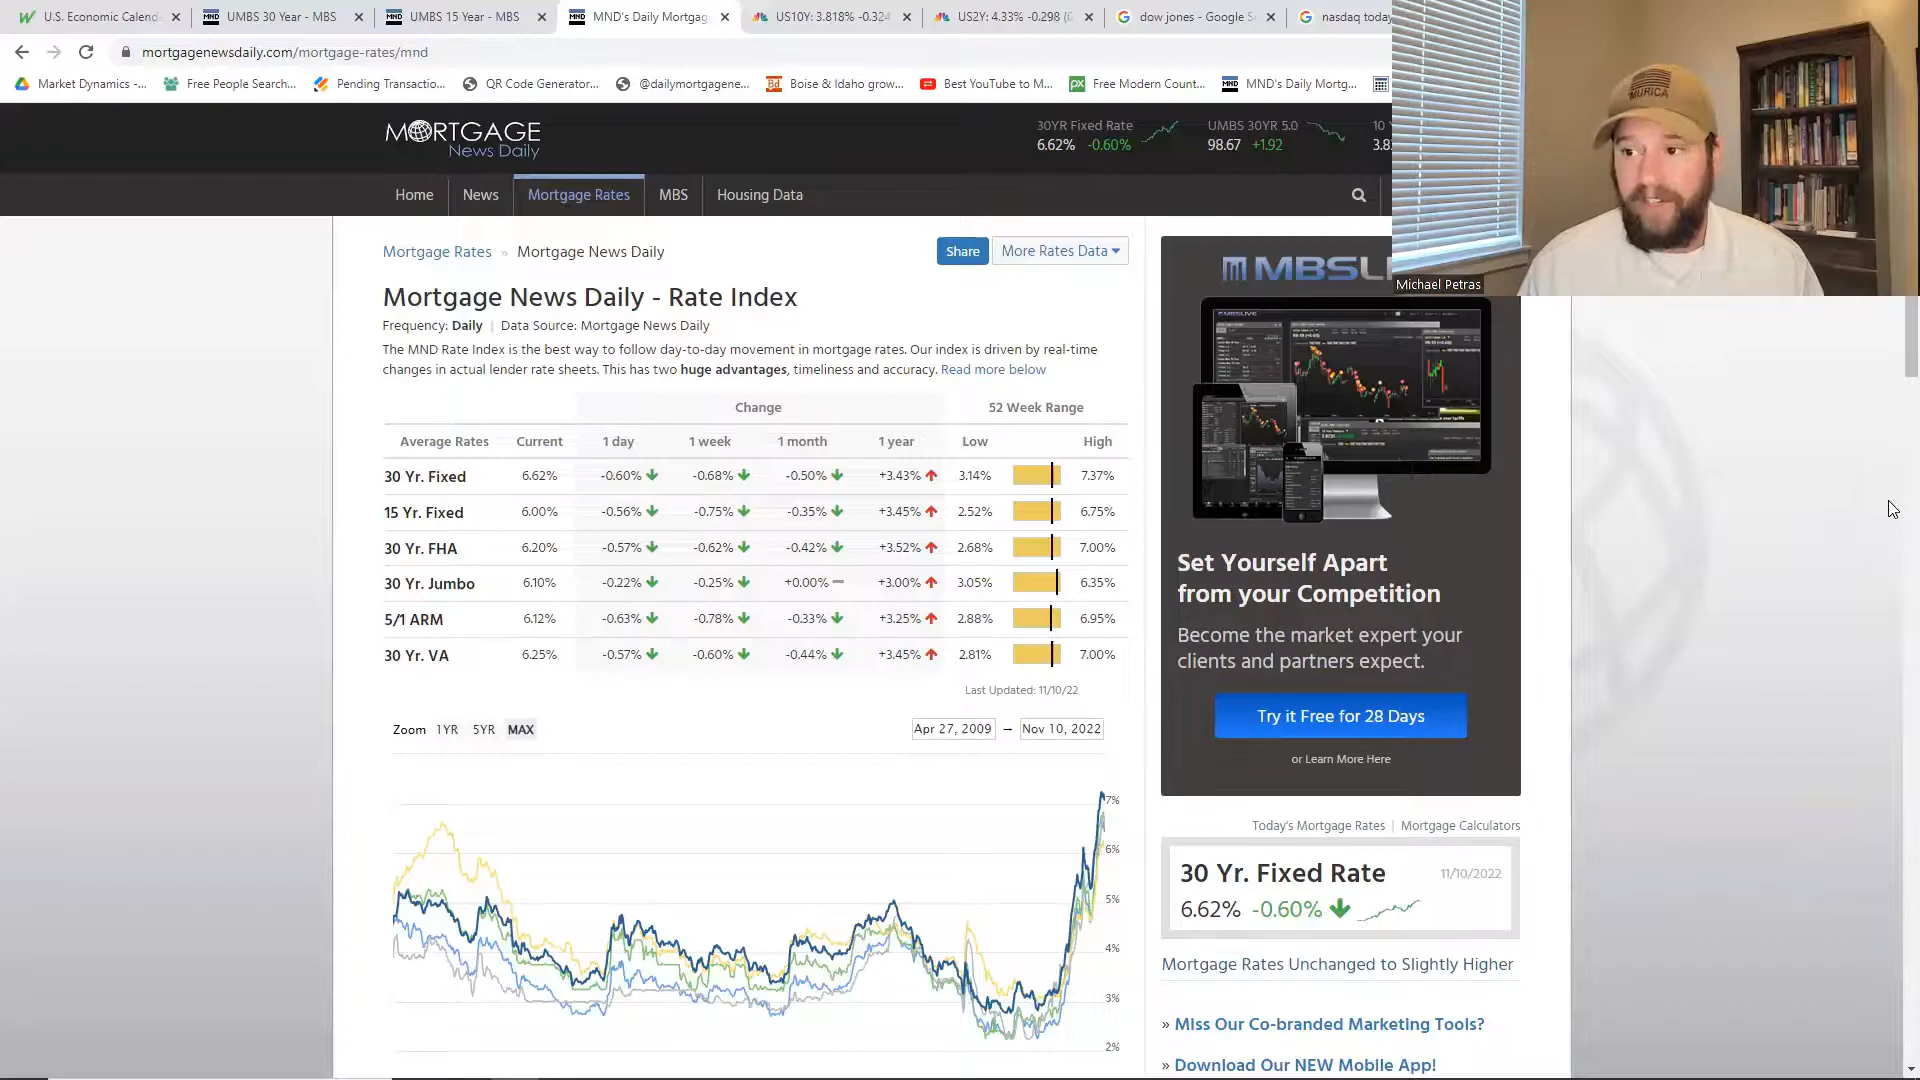 U.S. Economic Calend
UMBS 30 Year - MBS
UMBS 15 Year - MBS
MND's Daily Mortgag
US10Y: 3.818% -0.324
US2Y: 4.33% -0.298 (
dow jones - Google S
nasdaq today
mortgagenewsdaily.com/mortgage-rates/mnd
Market Dynamics -...
Free People Search...
Pending Transactio...
QR Code Generator...
@dailymortgagene...
Boise & Idaho grow...
Best YouTube to M...
Free Modern Count...
MND's Daily Mortg...
MURICA
MORTGAGE
News Daily
30YR Fixed Rate
6.62% -0.60%
UMBS 30YR 5.0
98.67 +1.92
10
3.8
Home
News
Mortgage Rates
MBS
Housing Data
Michael Petras
Mortgage Rates » Mortgage News Daily
Share
More Rates Data
Mortgage News Daily - Rate Index
Frequency: Daily | Data Source: Mortgage News Daily
The MND Rate Index is the best way to follow day-to-day movement in mortgage rates. Our index is driven by real-time
changes in actual lender rate sheets. This has two huge advantages, timeliness and accuracy. Read more below
Change 52 Week Range
Average Rates Current 1 day 1 week 1 month 1 year Low High
30 Yr. Fixed 6.62% -0.60% -0.68% -0.50% +3.43% 3.14% 7.37%
15 Yr. Fixed 6.00% -0.56% -0.75% -0.35% +3.45% 2.52% 6.75%
30 Yr. FHA 6.20% -0.57% -0.62% -0.42% +3.52% 2.68% 7.00%
30 Yr. Jumbo 6.10% -0.22% -0.25% +0.00% +3.00% 3.05% 6.35%
5/1 ARM 6.12% -0.63% -0.78% -0.33% +3.25% 2.88% 6.95%
30 Yr. VA 6.25% -0.57% -0.60% -0.44% +3.45% 2.81% 7.00%
Last Updated: 11/10/22
Zoom 1YR 5YR MAX
Apr 27, 2009 – Nov 10, 2022
7%
6%
5%
4%
3%
2%
MBSL
MBSLIVE
Set Yourself Apart
from your Competition
Become the market expert your
clients and partners expect.
Try it Free for 28 Days
or Learn More Here
Today's Mortgage Rates | Mortgage Calculators
30 Yr. Fixed Rate 11/10/2022
6.62% -0.60%
Mortgage Rates Unchanged to Slightly Higher
» Miss Our Co-branded Marketing Tools?
» Download Our NEW Mobile App!